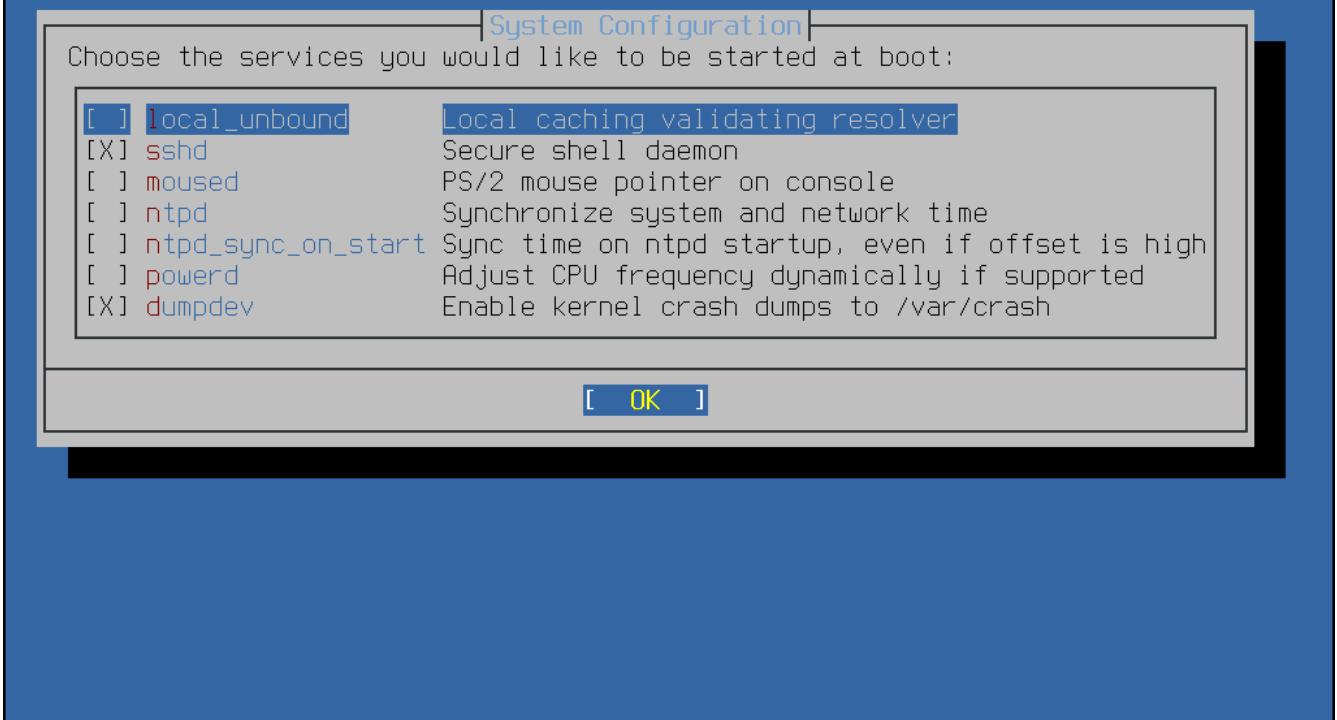 System Configuration
Choose the services you would like to be started at boot:
[ ] local_unbound Local caching validating resolver
[X] sshd Secure shell daemon
[ ] moused PS/2 mouse pointer on console
[ ] ntpd Synchronize system and network time
[ ] ntpd_sync_on_start Sync time on ntpd startup, even if offset is high
[ ] powerd Adjust CPU frequency dynamically if supported
[X] dumpdev Enable kernel crash dumps to /var/crash
[ OK ]